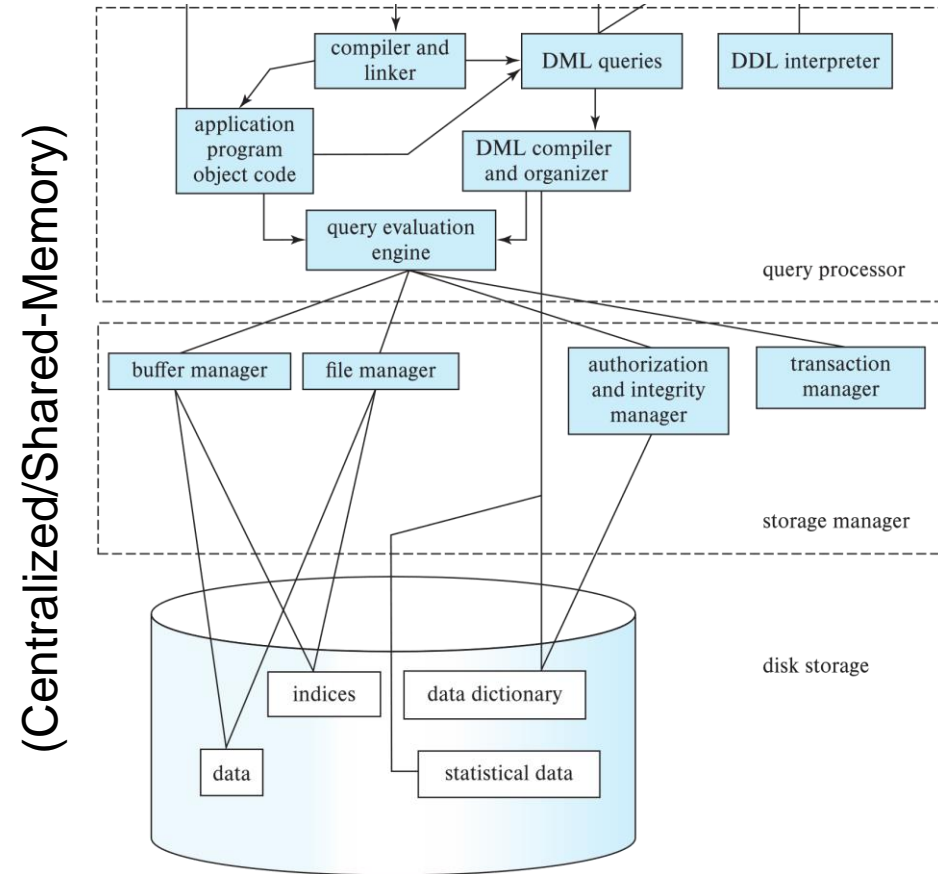 (Centralized/Shared-Memory)
compiler and
linker
DML queries
DDL interpreter
application
program
object code
DML compiler
and organizer
query evaluation
engine
query processor
buffer manager
file manager
authorization
and integrity
manager
transaction
manager
storage manager
disk storage
indices
data dictionary
data
statistical data